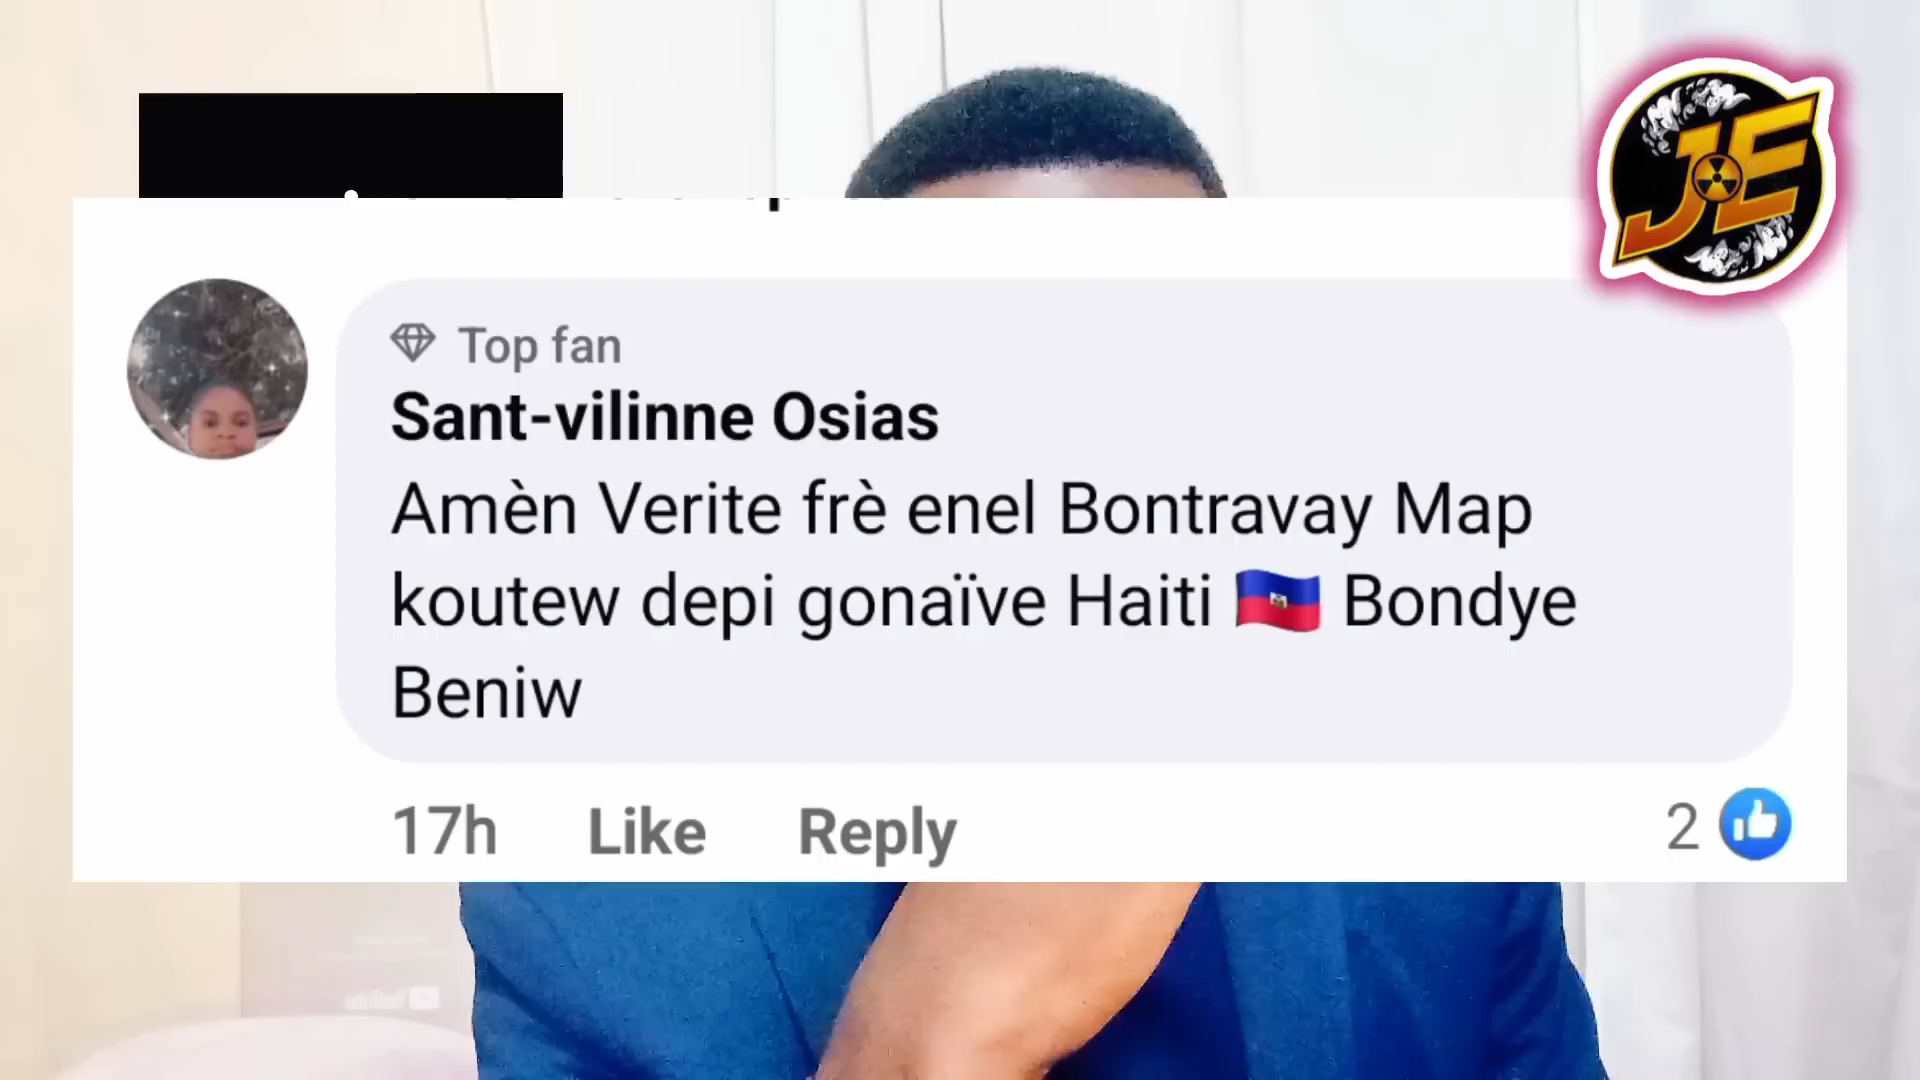 JE
Top fan
Sant-vilinne Osias
Amèn Verite frè enel Bontravay Map
koutew depi gonaïve Haiti 🇭🇹 Bondye
Beniw
17h Like Reply 2